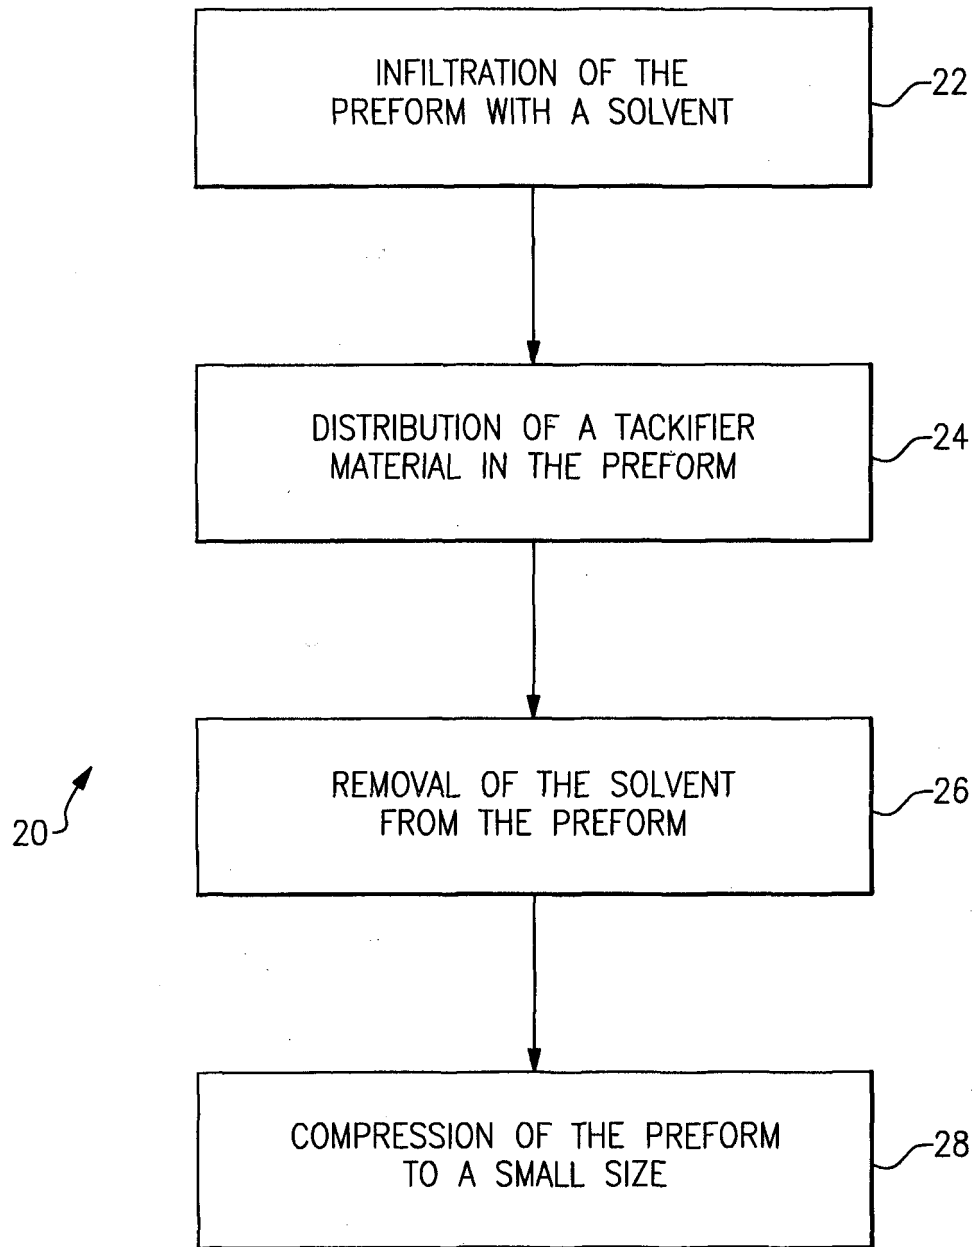 INFILTRATION OF THE
PREFORM WITH A SOLVENT
22
DISTRIBUTION OF A TACKIFIER
MATERIAL IN THE PREFORM
24
REMOVAL OF THE SOLVENT
FROM THE PREFORM
26
20
COMPRESSION OF THE PREFORM
TO A SMALL SIZE
28